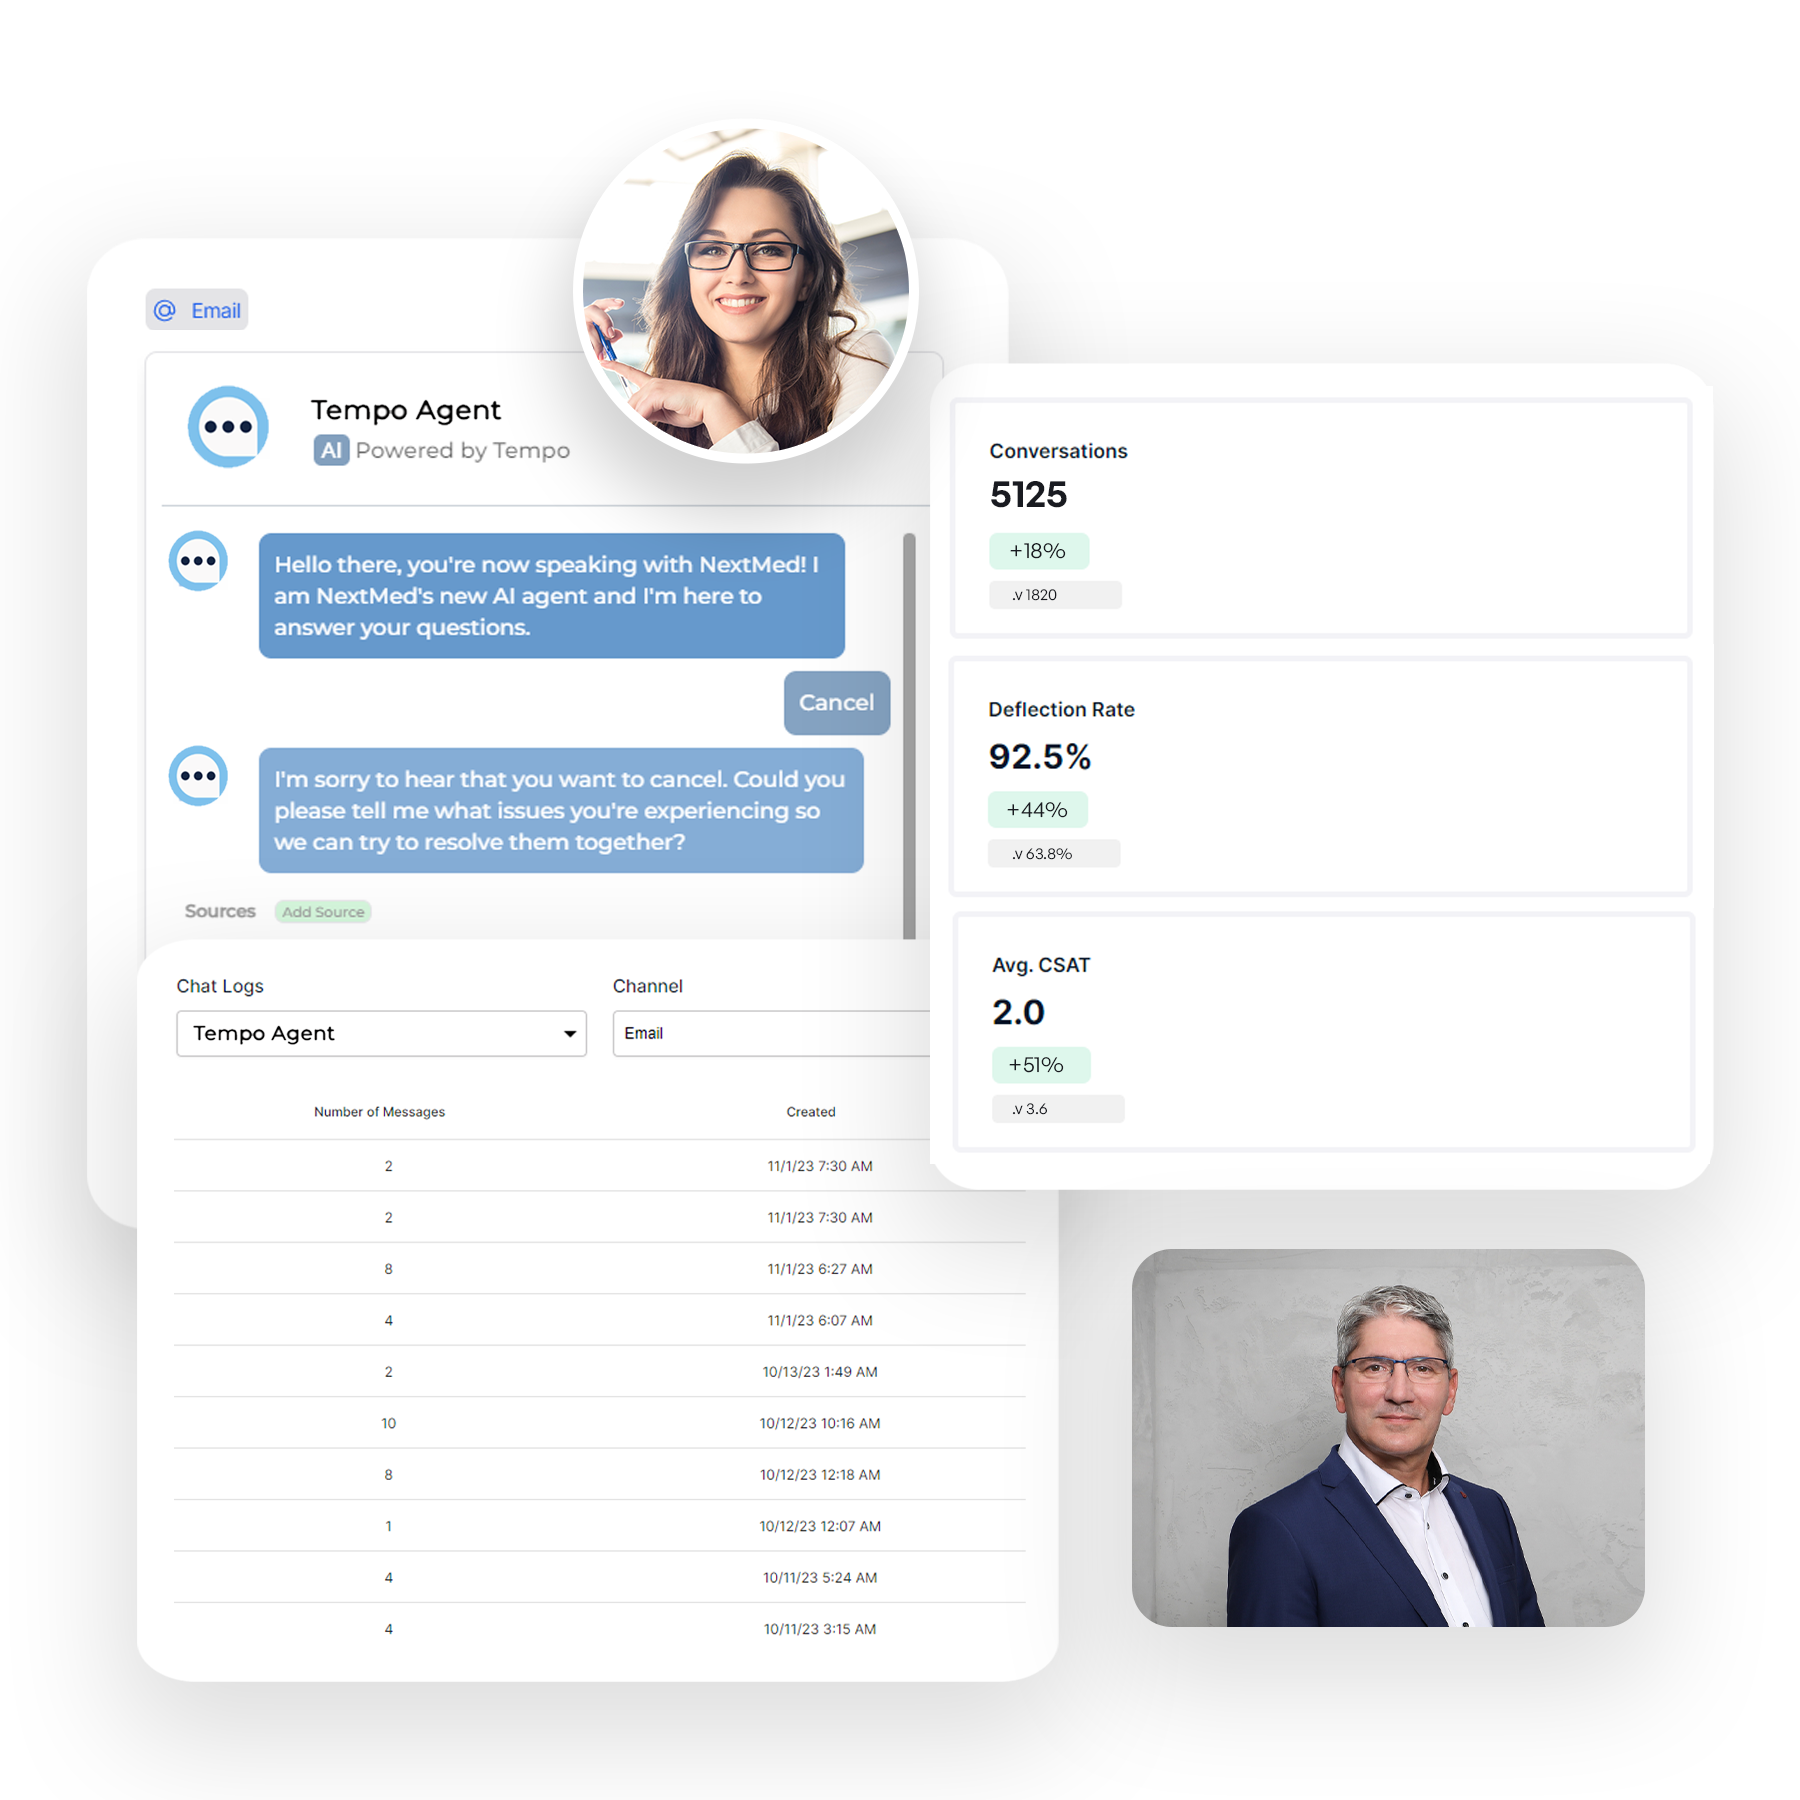 @ Email
Tempo Agent
AI Powered by Tempo
Hello there, you're now speaking with NextMed! I
am NextMed's new AI agent and I'm here to
answer your questions.
Cancel
I'm sorry to hear that you want to cancel. Could you
please tell me what issues you're experiencing so
we can try to resolve them together?
Sources Add Source
Conversations
5125
+18%
.v 1820
Deflection Rate
92.5%
+44%
.v 63.8%
Avg. CSAT
2.0
+51%
.v 3.6
Chat Logs Channel
Tempo Agent Email
Number of Messages Created
2 11/1/23 7:30 AM
2 11/1/23 7:30 AM
8 11/1/23 6:27 AM
4 11/1/23 6:07 AM
2 10/13/23 1:49 AM
10 10/12/23 10:16 AM
8 10/12/23 12:18 AM
1 10/12/23 12:07 AM
4 10/11/23 5:24 AM
4 10/11/23 3:15 AM